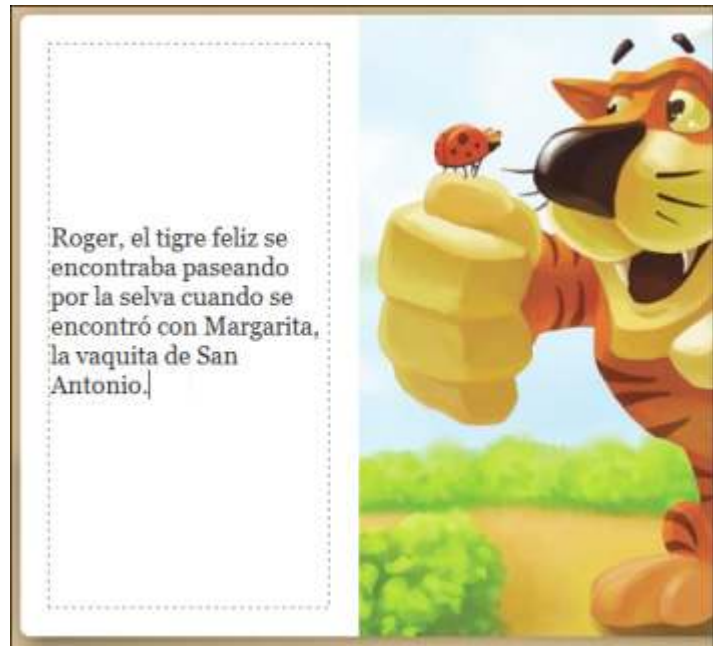 Roger, el tigre feliz se
encontraba paseando
por la selva cuando se
encontró con Margarita,
la vaquita de San
Antonio.